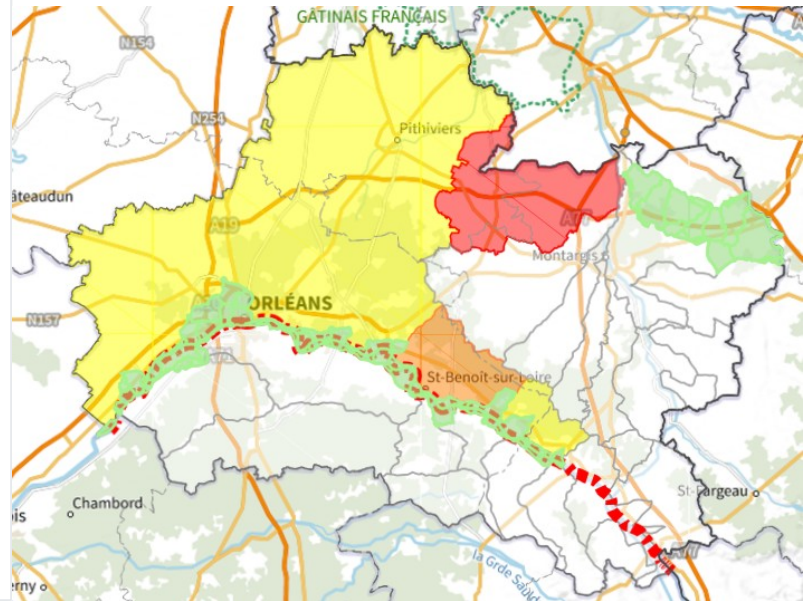 GÂTINAIS FRANÇAIS
N154
N254
Pithiviers
âteaudun
A19
Montargis
ORLÉANS
N157
St-Benoit-sur-Loire
Chambord
St-Fargeau
ois
A77
la Grde Sauld
erny